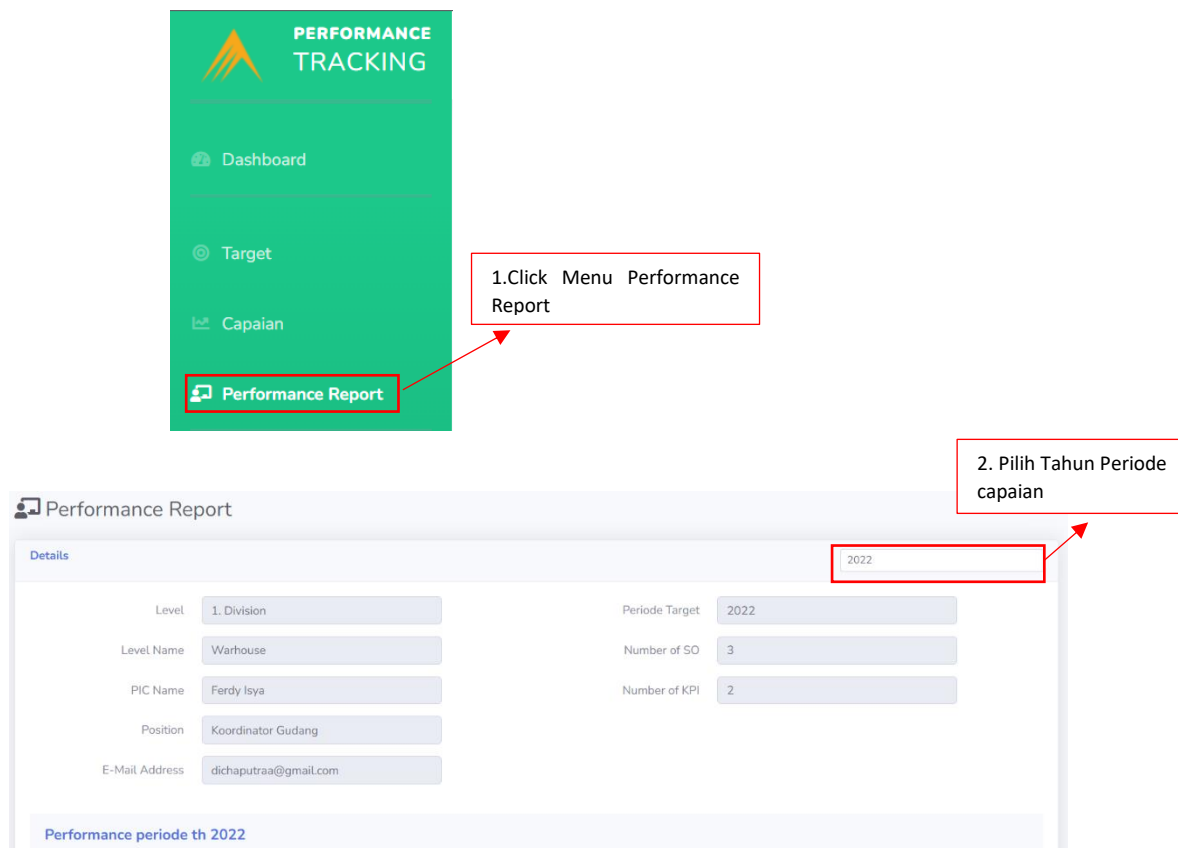 PERFORMANCE
TRACKING
Dashboard
Target
1.Click Menu Performance
Report
Capaian
Performance Report
2. Pilih Tahun Periode
capaian
Performance Report
Details
2022
Level
1. Division
Periode Target
2022
Level Name
Warhouse
Number of SO
3
PIC Name
Ferdy Isya
Number of KPI
2
Position
Koordinator Gudang
E-Mail Address
dichaputraa@gmail.com
Performance periode th 2022